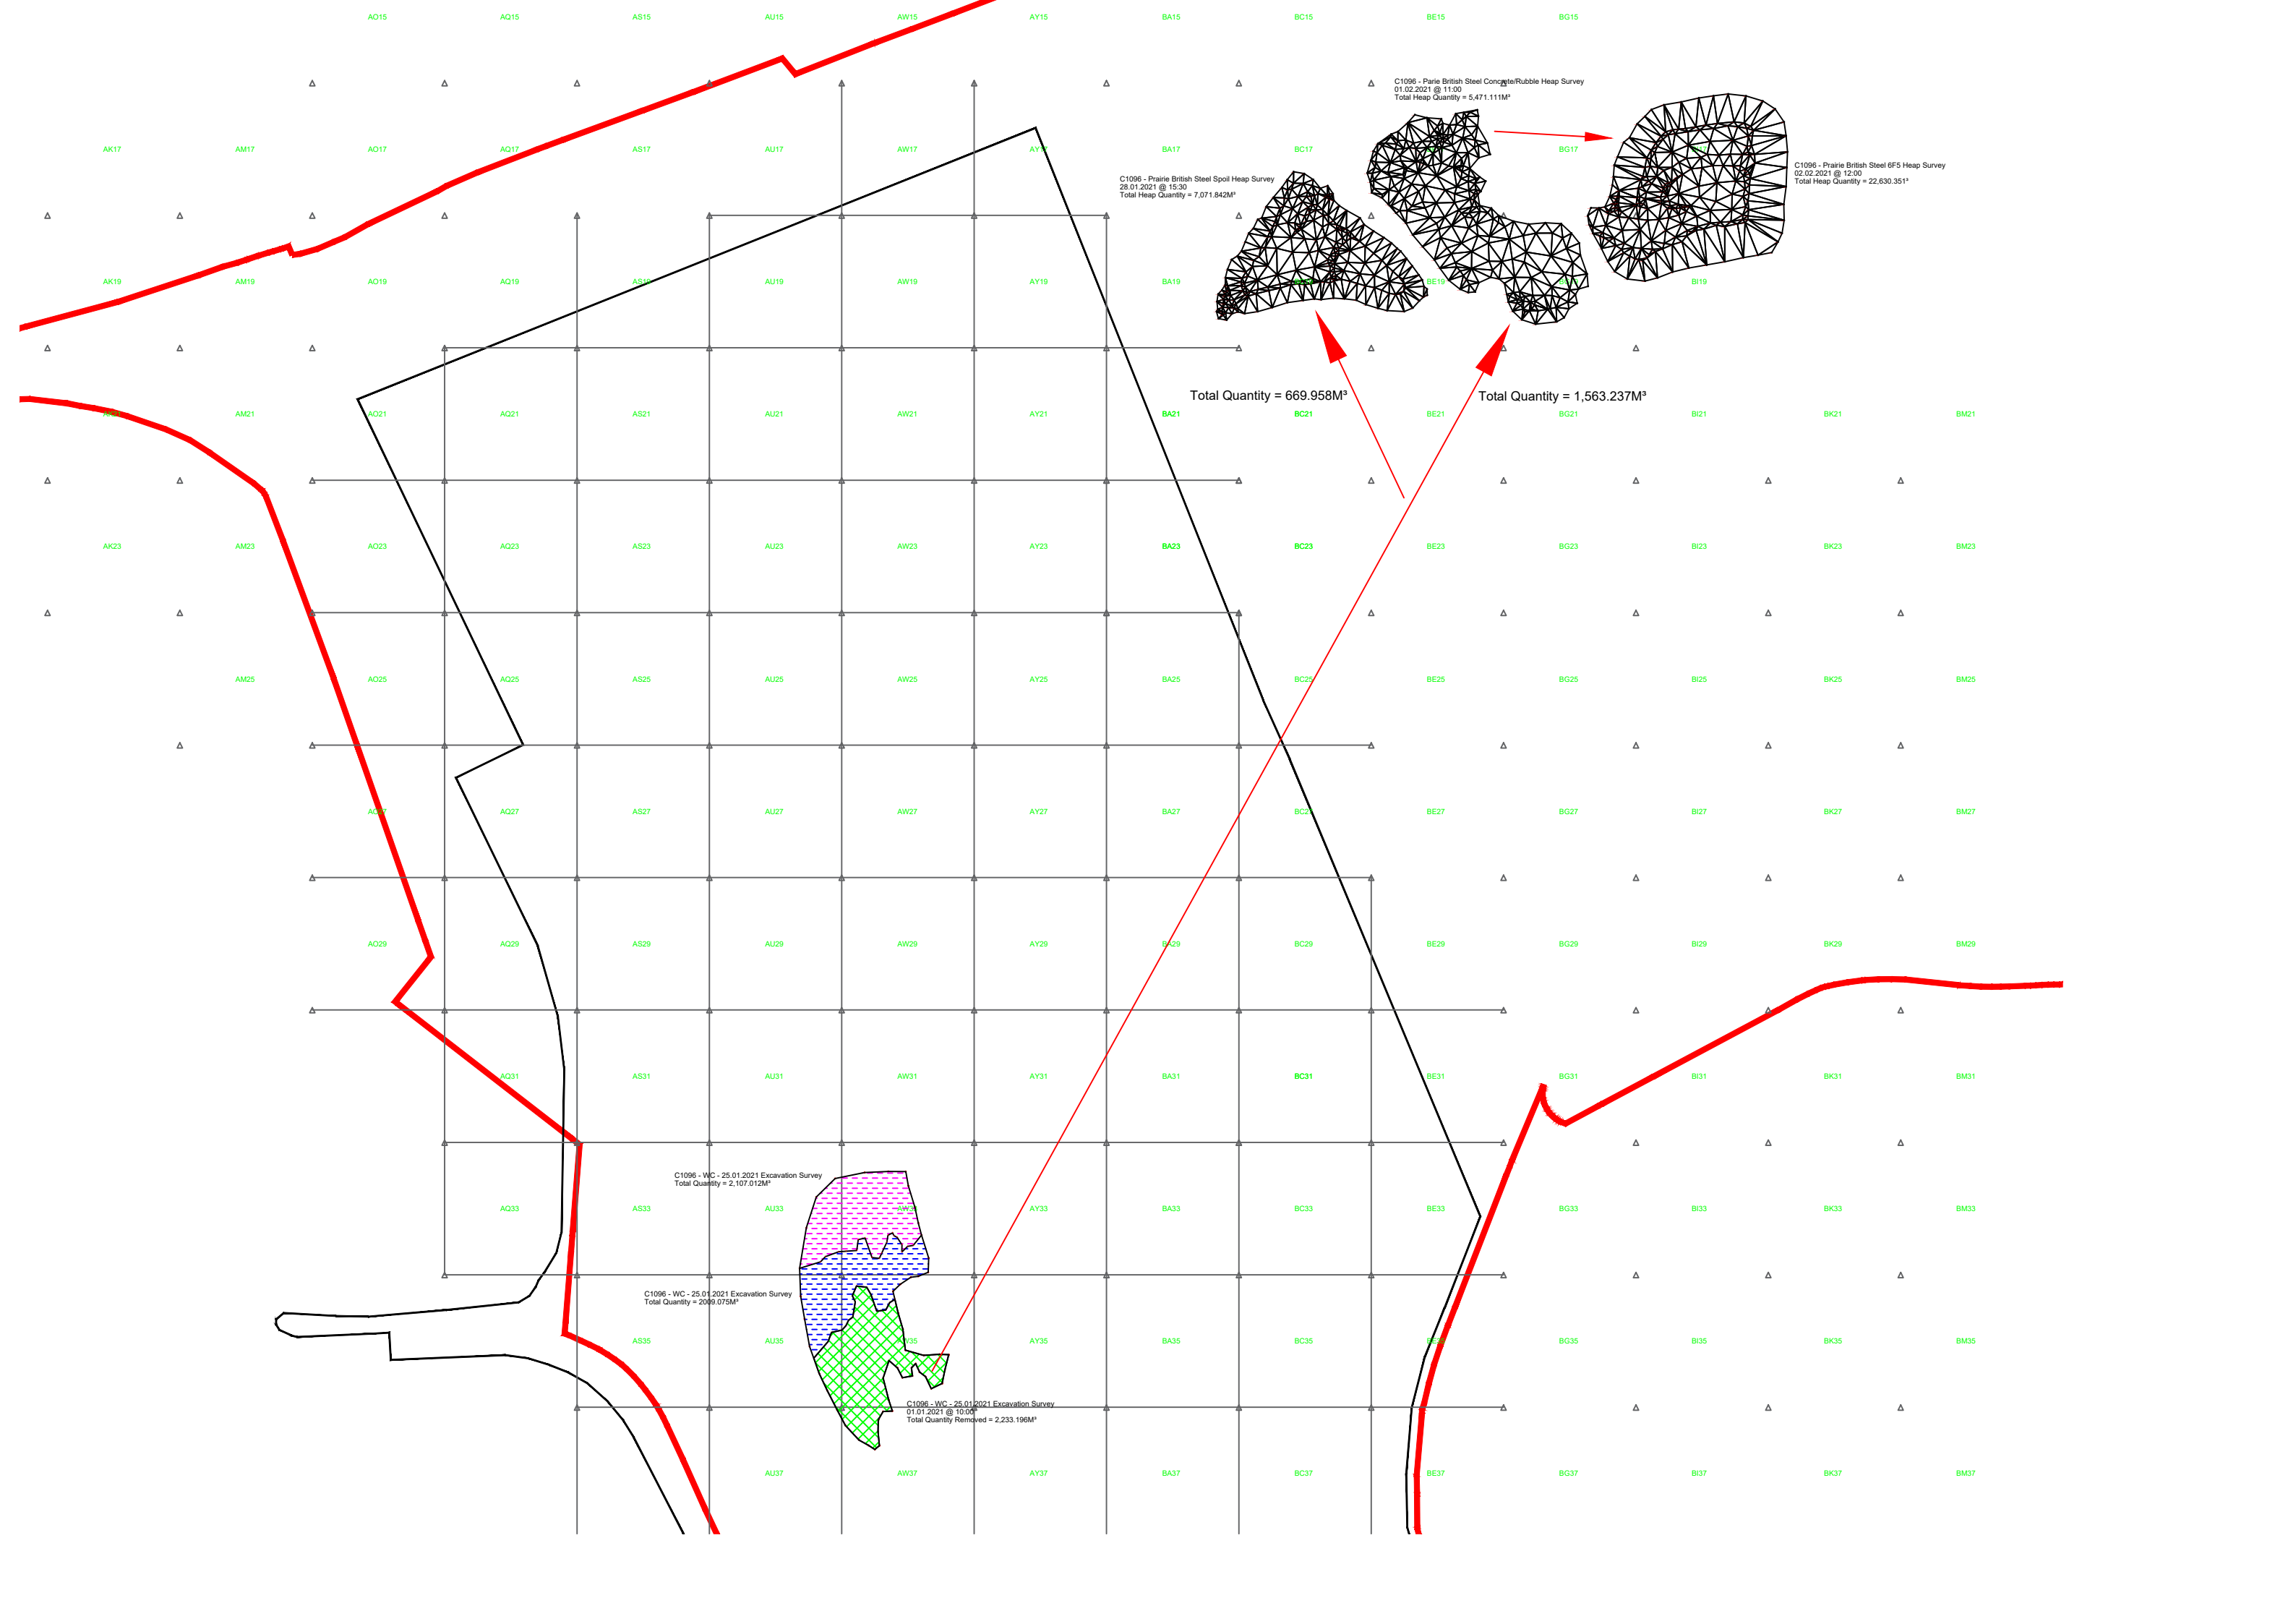 AO15 AQ15 AS15 AU15 AW15 AY15 BA15 BC15 BE15 BG15
C1096 - Parie British Steel Concrete/Rubble Heap Survey
01.02.2021 @ 11:00
Total Heap Quantity = 5,471.111M³
AK17 AM17 AO17 AQ17 AS17 AU17 AW17 AY17 BA17 BC17 BG17
C1096 - Prairie British Steel 6F5 Heap Survey
02.02.2021 @ 12:00
Total Heap Quantity = 22,630.351³
C1096 - Prairie British Steel Spoil Heap Survey
28.01.2021 @ 15:30
Total Heap Quantity = 7,071.842M³
AK19 AM19 AO19 AQ19 AS19 AU19 AW19 AY19 BA19 BE19 BI19
Total Quantity = 669.958M³ Total Quantity = 1,563.237M³
AK21 AM21 AO21 AQ21 AS21 AU21 AW21 AY21 BA21 BC21 BE21 BG21 BI21 BK21 BM21
AK23 AM23 AO23 AQ23 AS23 AU23 AW23 AY23 BA23 BC23 BE23 BG23 BI23 BK23 BM23
AM25 AO25 AQ25 AS25 AU25 AW25 AY25 BA25 BC25 BE25 BG25 BI25 BK25 BM25
AO27 AQ27 AS27 AU27 AW27 AY27 BA27 BC27 BE27 BG27 BI27 BK27 BM27
AO29 AQ29 AS29 AU29 AW29 AY29 BA29 BC29 BE29 BG29 BI29 BK29 BM29
AQ31 AS31 AU31 AW31 AY31 BA31 BC31 BE31 BG31 BI31 BK31 BM31
C1096 - WC - 25.01.2021 Excavation Survey
Total Quantity = 2,107.012M³
AQ33 AS33 AU33 AW33 AY33 BA33 BC33 BE33 BG33 BI33 BK33 BM33
C1096 - WC - 25.01.2021 Excavation Survey
Total Quantity = 2009.075M³
AS35 AU35 AW35 AY35 BA35 BC35 BE35 BG35 BI35 BK35 BM35
C1096 - WC - 25.01.2021 Excavation Survey
01.01.2021 @ 10:00
Total Quantity Removed = 2,233.196M³
AU37 AW37 AY37 BA37 BC37 BE37 BG37 BI37 BK37 BM37